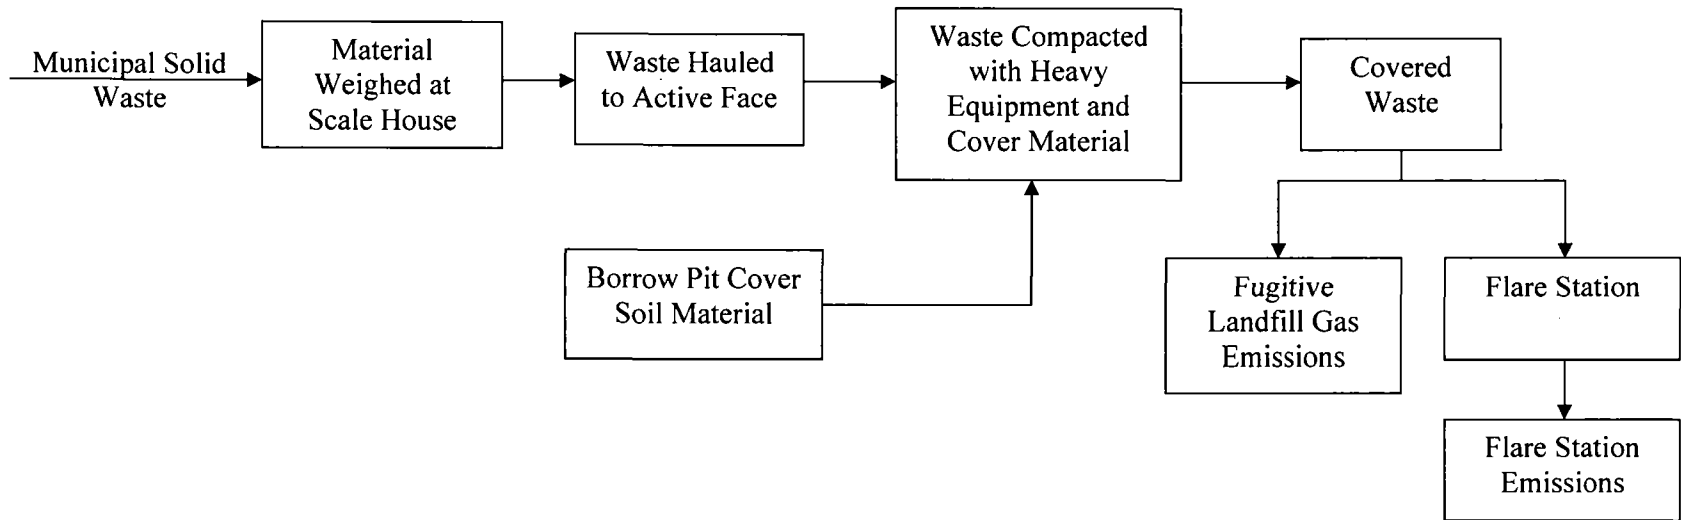 Municipal Solid
Waste
Material
Weighed at
Scale House
Waste Hauled
to Active Face
Waste Compacted
with Heavy
Equipment and
Cover Material
Covered
Waste
Borrow Pit Cover
Soil Material
Fugitive
Landfill Gas
Emissions
Flare Station
Flare Station
Emissions